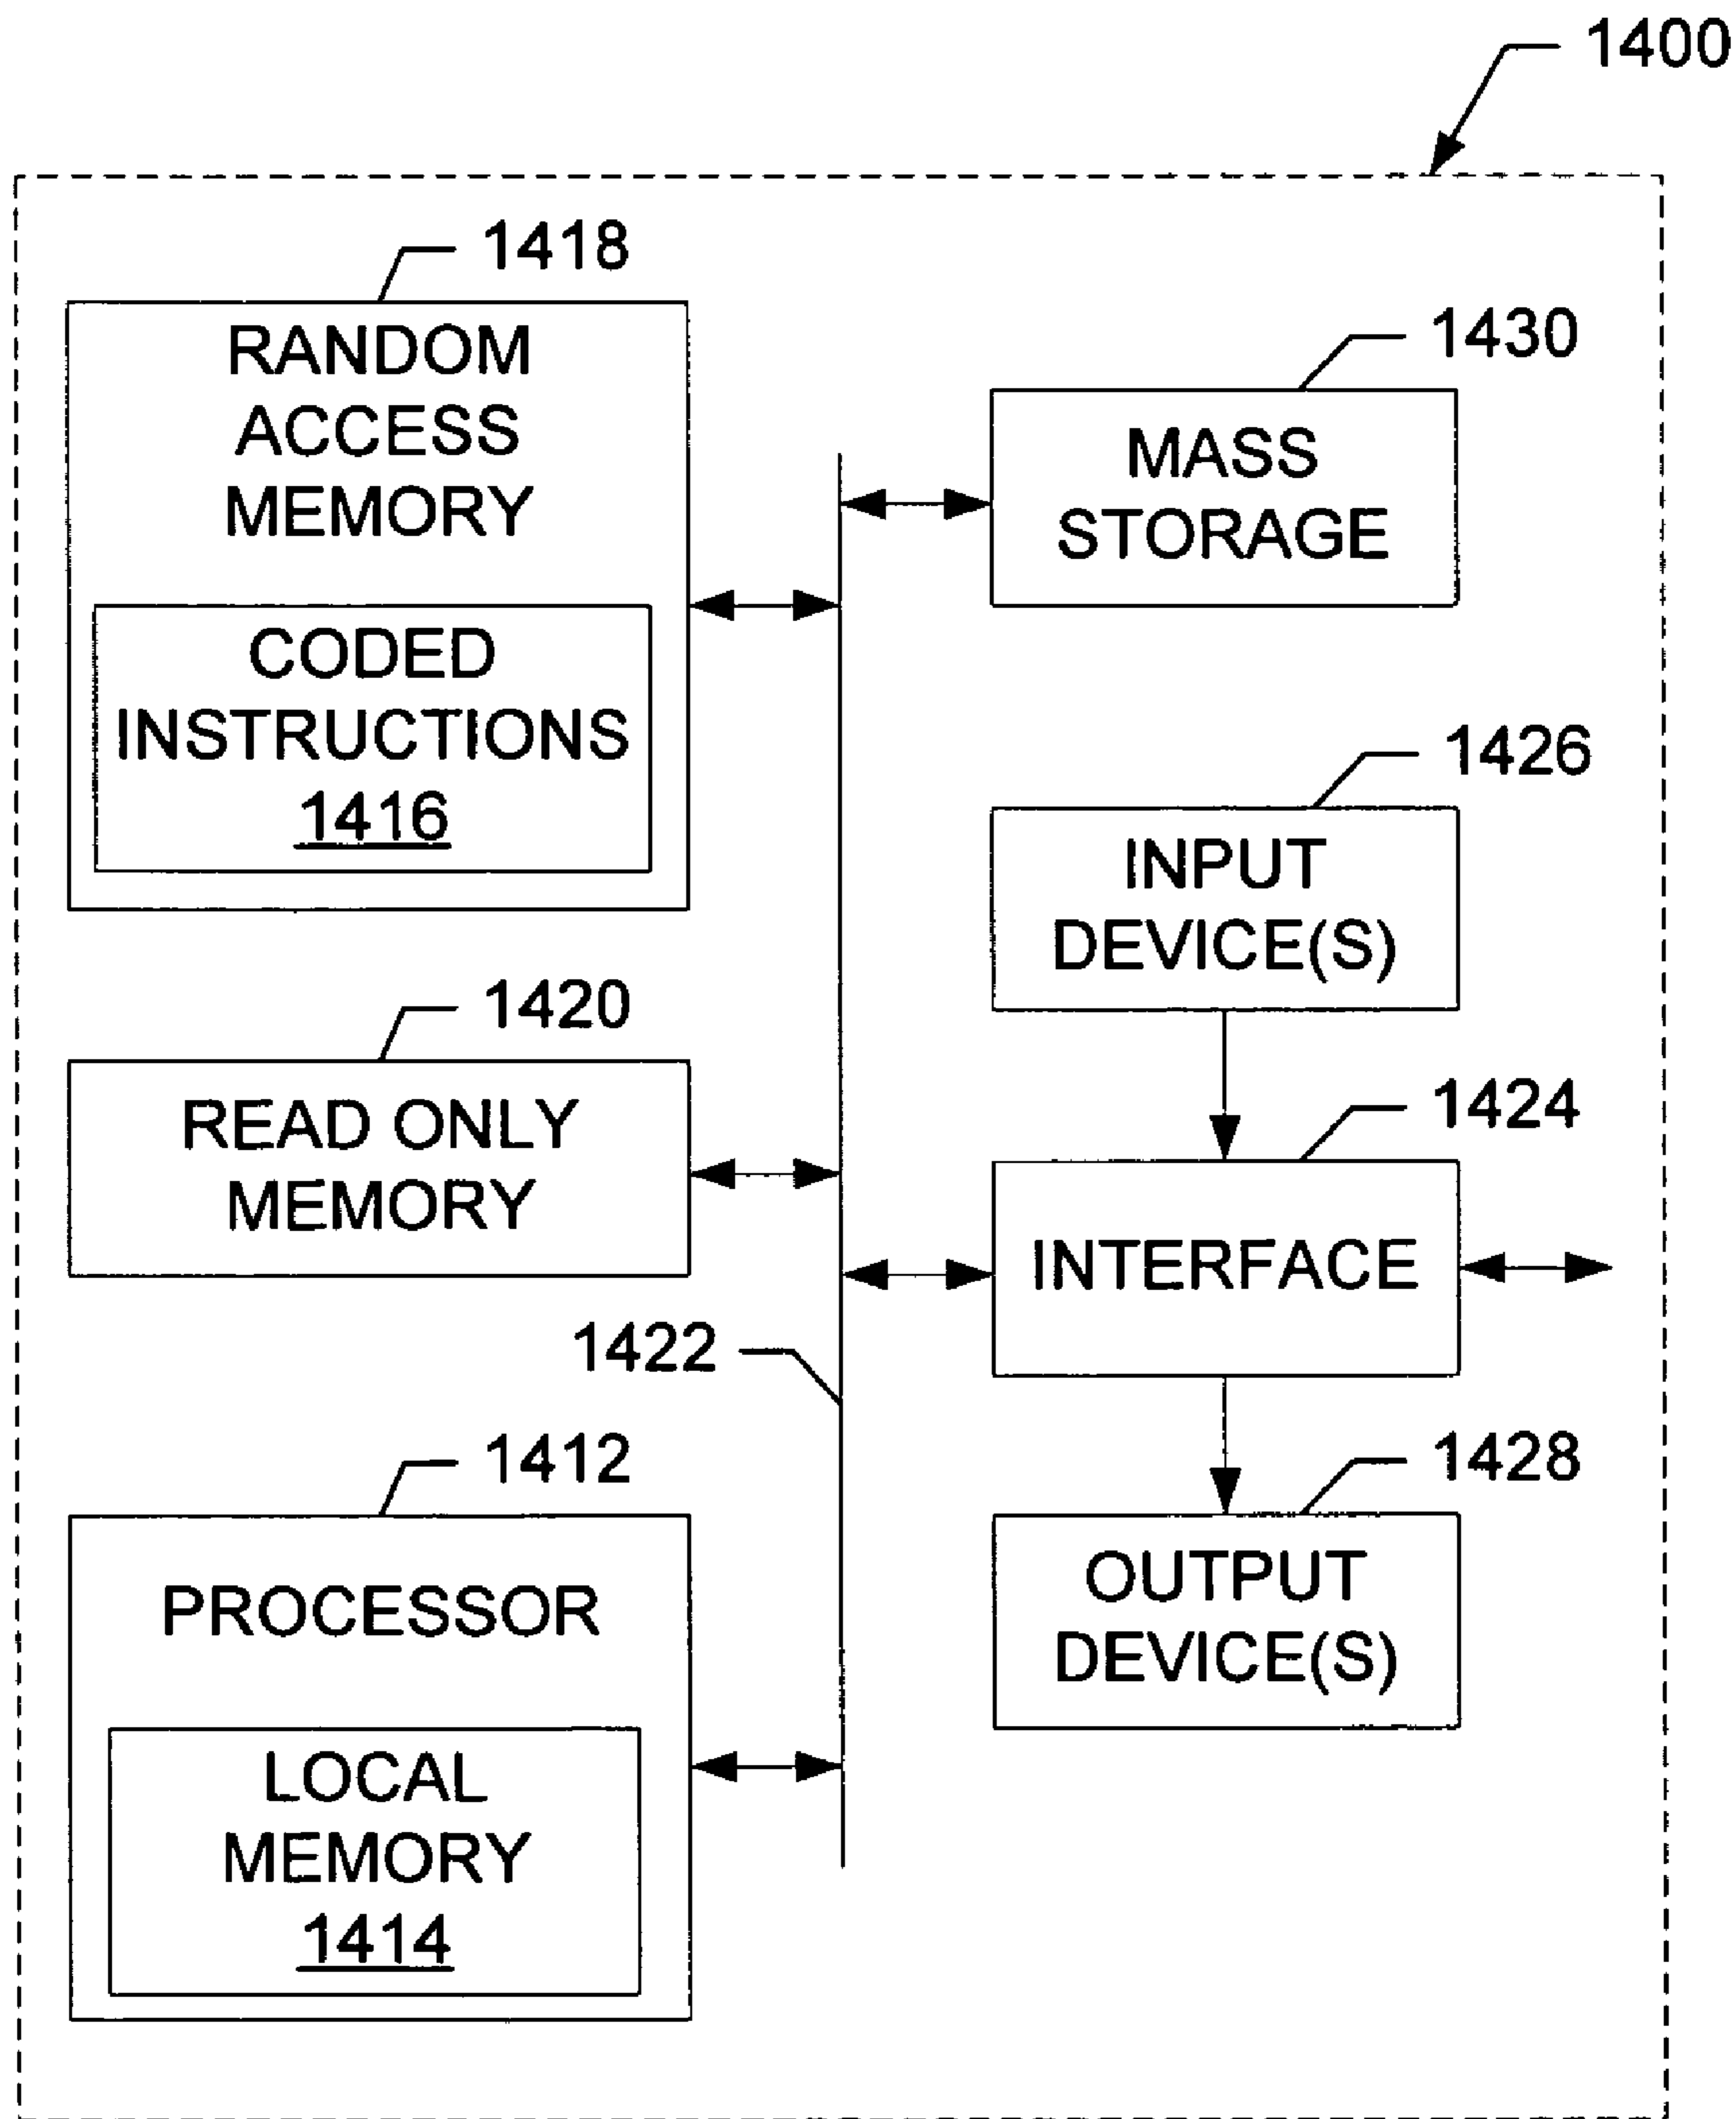 1400
1418
RANDOM
ACCESS
MEMORY
CODED
INSTRUCTIONS
1416
1430
MASS
STORAGE
1426
INPUT
DEVICE(S)
1420
READ ONLY
MEMORY
1424
INTERFACE
1422
1412
PROCESSOR
LOCAL
MEMORY
1414
1428
OUTPUT
DEVICE(S)